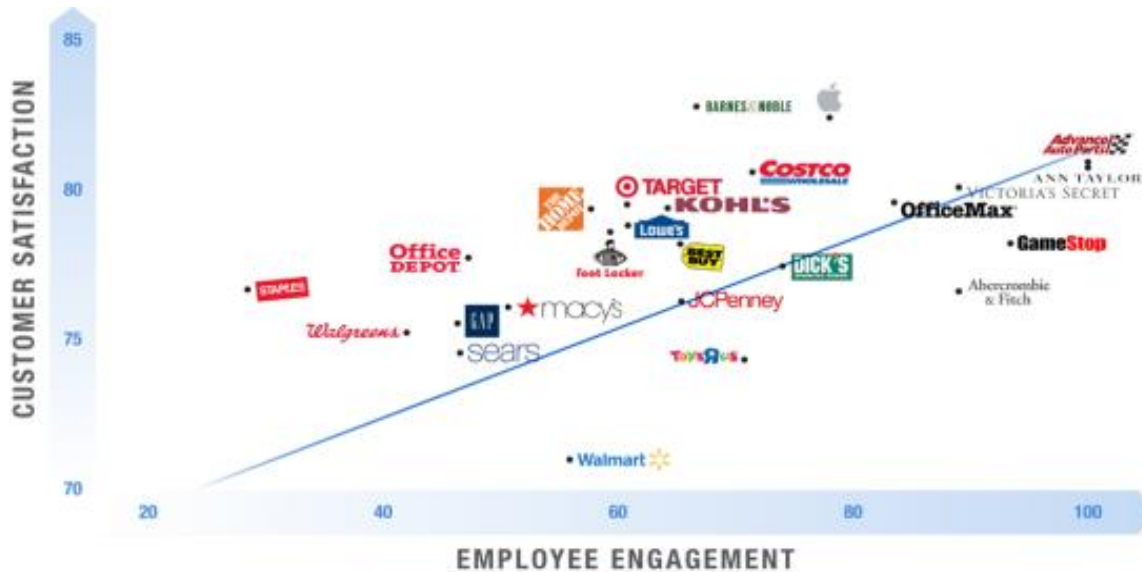 CUSTOMER SATISFACTION
85
80
75
70
BARNES & NOBLE
Advance Auto Parts
COSTCO
WHOLESALE
ANN TAYLOR
TARGET
VICTORIA'S SECRET
THE HOME DEPOT
KOHL'S
OfficeMax
LOWE'S
GameStop
Office DEPOT
BEST BUY
DICK'S
Foot Locker
STAPLES
Abercrombie
& Fitch
macy's
JCPenney
GAP
Walgreens
sears
TOYS R US
Walmart
20 40 60 80 100
EMPLOYEE ENGAGEMENT